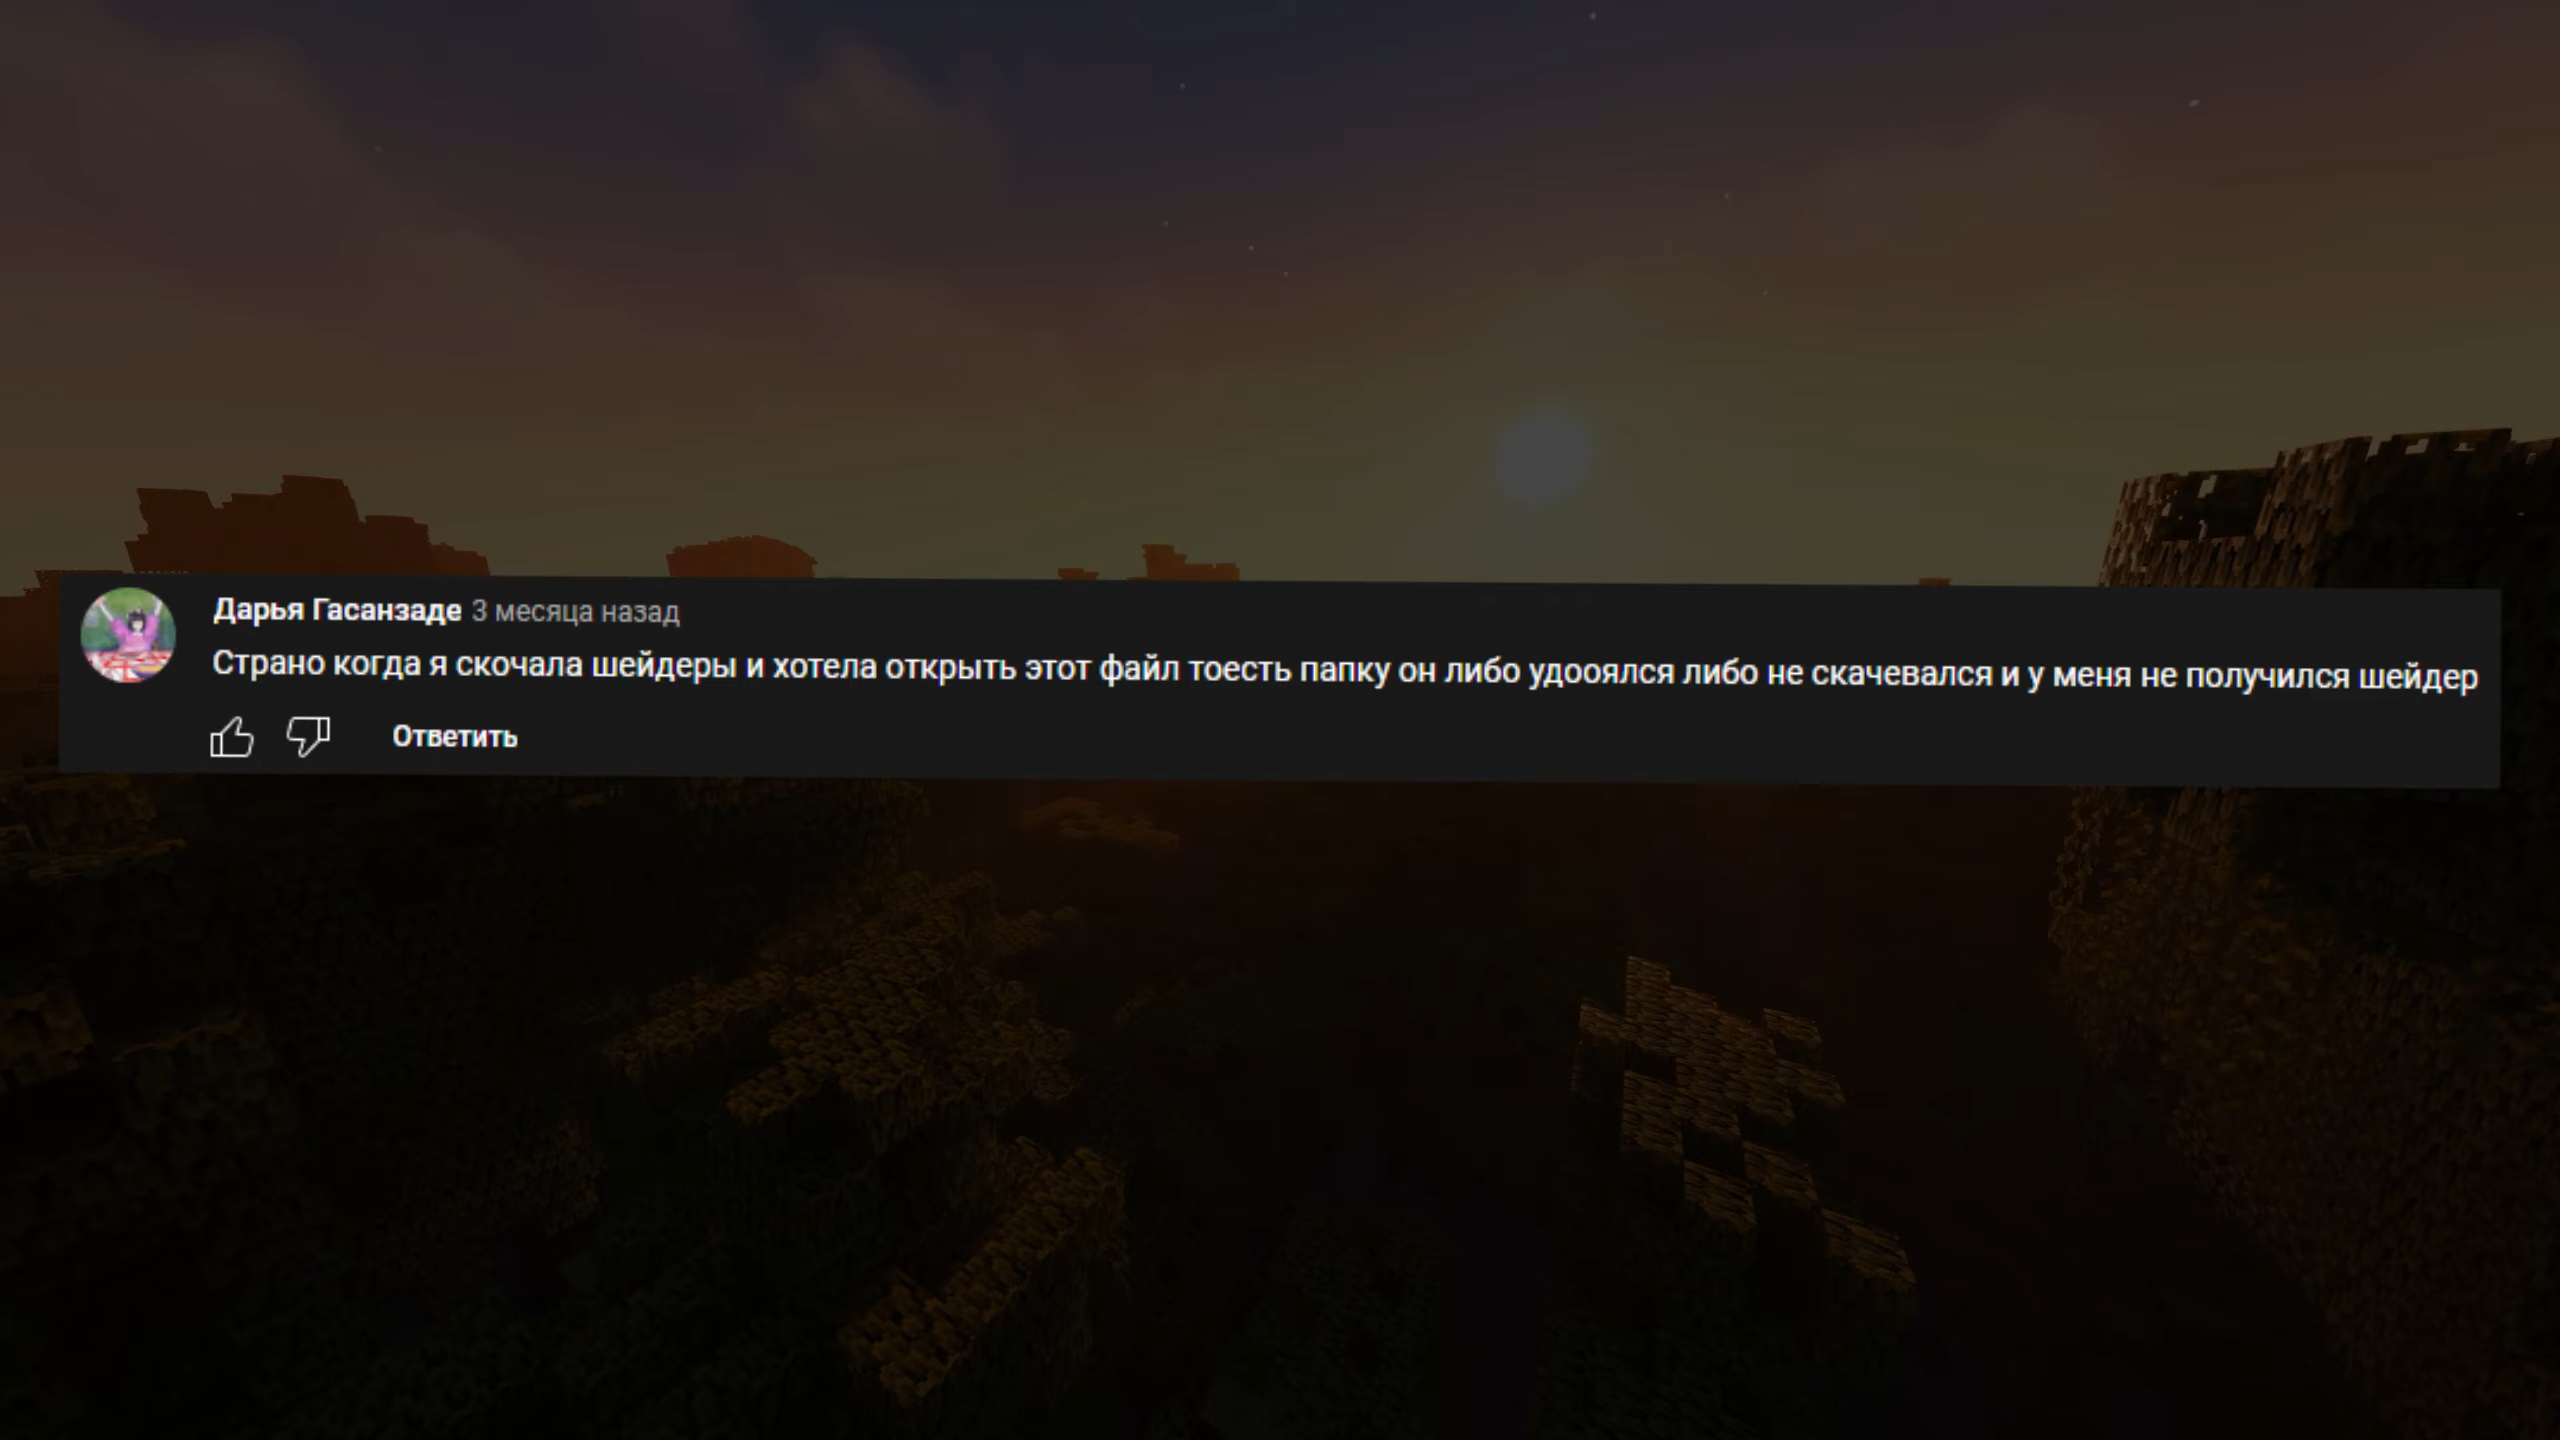 Дарья Гасанзаде 3 месяца назад
Страно когда я скочала шейдеры и хотела открыть этот файл тоесть папку он либо удооялся либо не скачевался и у меня не получился шейдер
Ответить